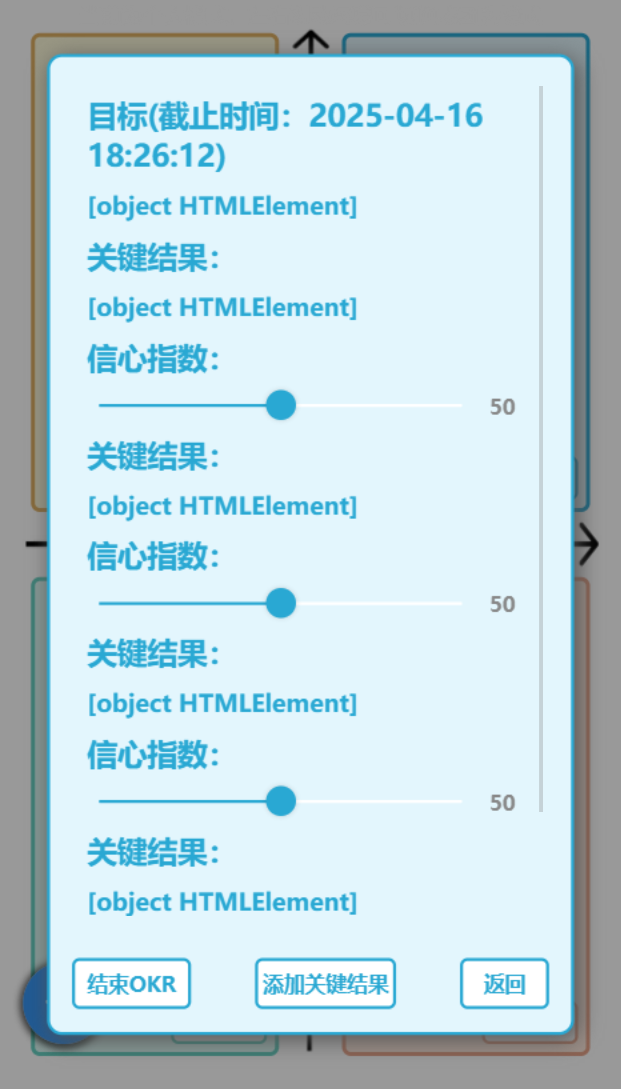 目标(截止时间：2025-04-16
18:26:12)
[object HTMLElement]
关键结果：
[object HTMLElement]
信心指数：
50
关键结果：
[object HTMLElement]
信心指数：
50
关键结果：
[object HTMLElement]
信心指数：
50
关键结果：
[object HTMLElement]
结束OKR
添加关键结果
返回